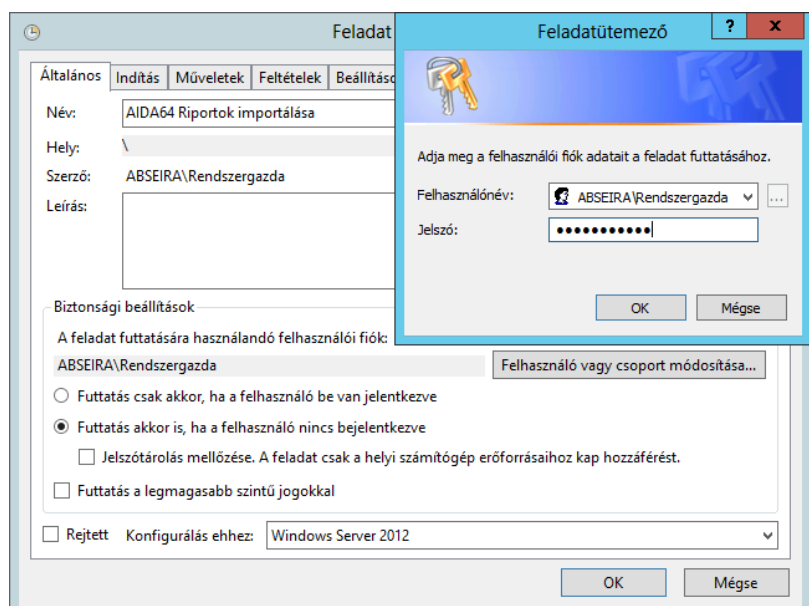 Feladat
Általános
Indítás
Műveletek
Feltételek
Beállításo
Név:
AIDA64 Riportok importálása
Hely:
\
Szerző:
ABSEIRA\Rendszergazda
Leírás:
Biztonsági beállítások
A feladat futtatására használandó felhasználói fiók:
ABSEIRA\Rendszergazda
Felhasználó vagy csoport módosítása...
Futtatás csak akkor, ha a felhasználó be van jelentkezve
Futtatás akkor is, ha a felhasználó nincs bejelentkezve
Jelszótárolás mellőzése. A feladat csak a helyi számítógép erőforrásaihoz kap hozzáférést.
Futtatás a legmagasabb szintű jogokkal
Rejtett
Konfigurálás ehhez:
Windows Server 2012
OK
Mégse
Feladatütemező
?
x
Adja meg a felhasználói fiók adatait a feladat futtatásához.
Felhasználónév:
ABSEIRA\Rendszergazda
...
Jelszó:
•••••••••••
OK
Mégse